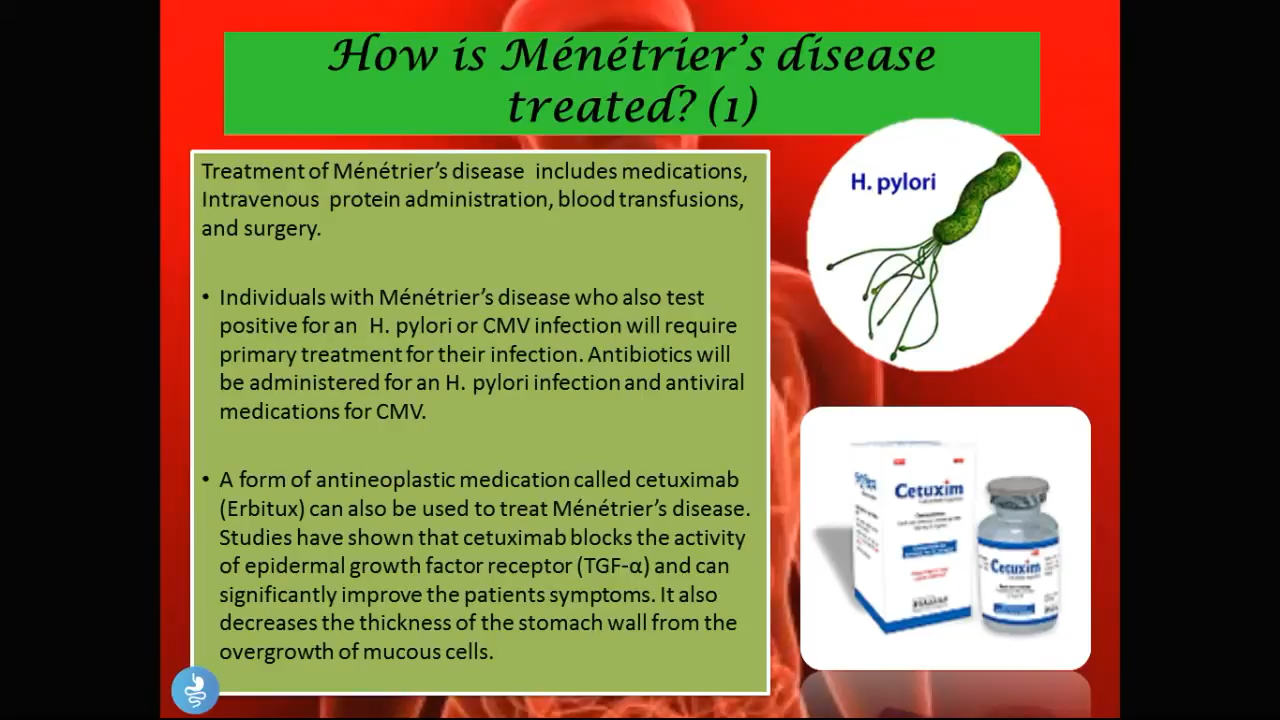 How is Ménétrier's disease
treated? (1)
Treatment of Ménétrier's disease includes medications,
Intravenous protein administration, blood transfusions,
and surgery.
• Individuals with Ménétrier's disease who also test
positive for an H. pylori or CMV infection will require
primary treatment for their infection. Antibiotics will
be administered for an H. pylori infection and antiviral
medications for CMV.
• A form of antineoplastic medication called cetuximab
(Erbitux) can also be used to treat Ménétrier's disease.
Studies have shown that cetuximab blocks the activity
of epidermal growth factor receptor (TGF-α) and can
significantly improve the patients symptoms. It also
decreases the thickness of the stomach wall from the
overgrowth of mucous cells.
H. pylori
Cetuxim
Cetuxim